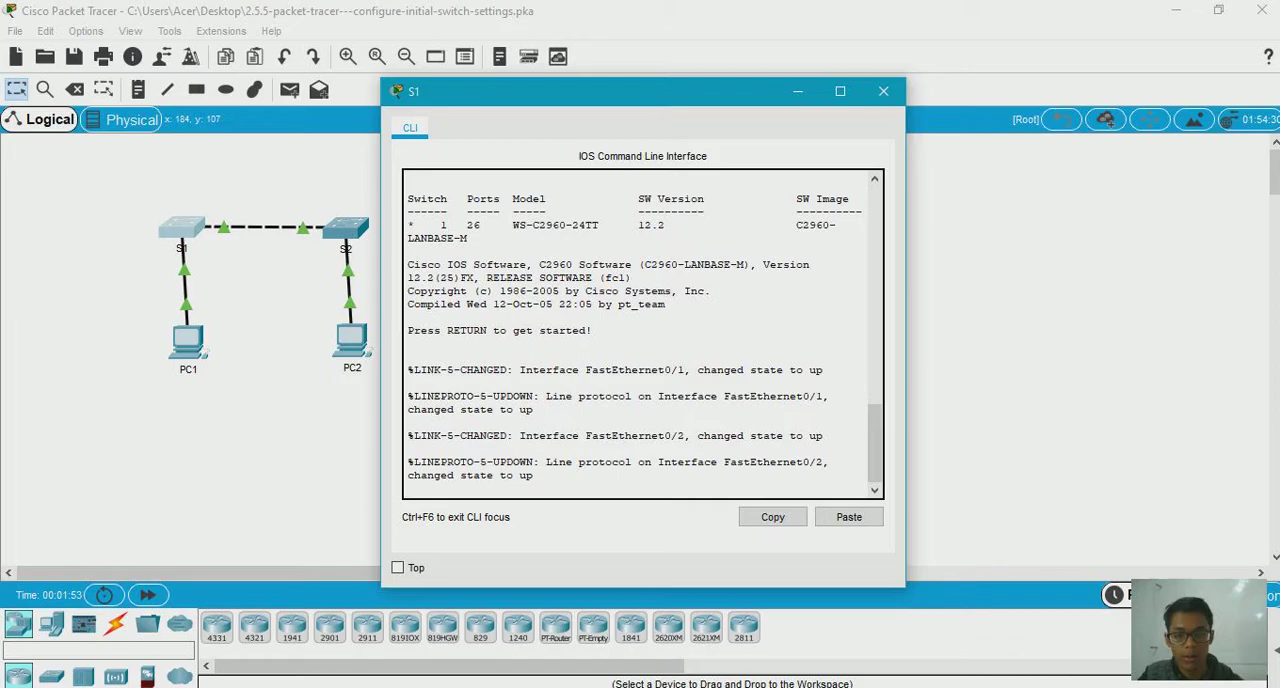 Cisco Packet Tracer - C:\Users\Acer\Desktop\2.5.5-packet-tracer---configure-initial-switch-settings.pka
File Edit Options View Tools Extensions Help
?
S1
Logical Physical x: 184, y: 107
[Root] 01:54:30
CLI
IOS Command Line Interface
Switch Ports Model SW Version SW Image
------ ----- ----- ---------- ----------
* 1 26 WS-C2960-24TT 12.2 C2960-
LANBASE-M
Cisco IOS Software, C2960 Software (C2960-LANBASE-M), Version
12.2(25)FX, RELEASE SOFTWARE (fc1)
Copyright (c) 1986-2005 by Cisco Systems, Inc.
Compiled Wed 12-Oct-05 22:05 by pt_team
Press RETURN to get started!
%LINK-5-CHANGED: Interface FastEthernet0/1, changed state to up
%LINEPROTO-5-UPDOWN: Line protocol on Interface FastEthernet0/1,
changed state to up
%LINK-5-CHANGED: Interface FastEthernet0/2, changed state to up
%LINEPROTO-5-UPDOWN: Line protocol on Interface FastEthernet0/2,
changed state to up
S1 S2
PC1 PC2
Ctrl+F6 to exit CLI focus Copy Paste
Top
Time: 00:01:53
4331 4321 1941 2901 2911 819IOX 819HGW 829 1240 PT-Router PT-Empty 1841 2620XM 2621XM 2811
(Select a Device to Drag and Drop to the Workspace)